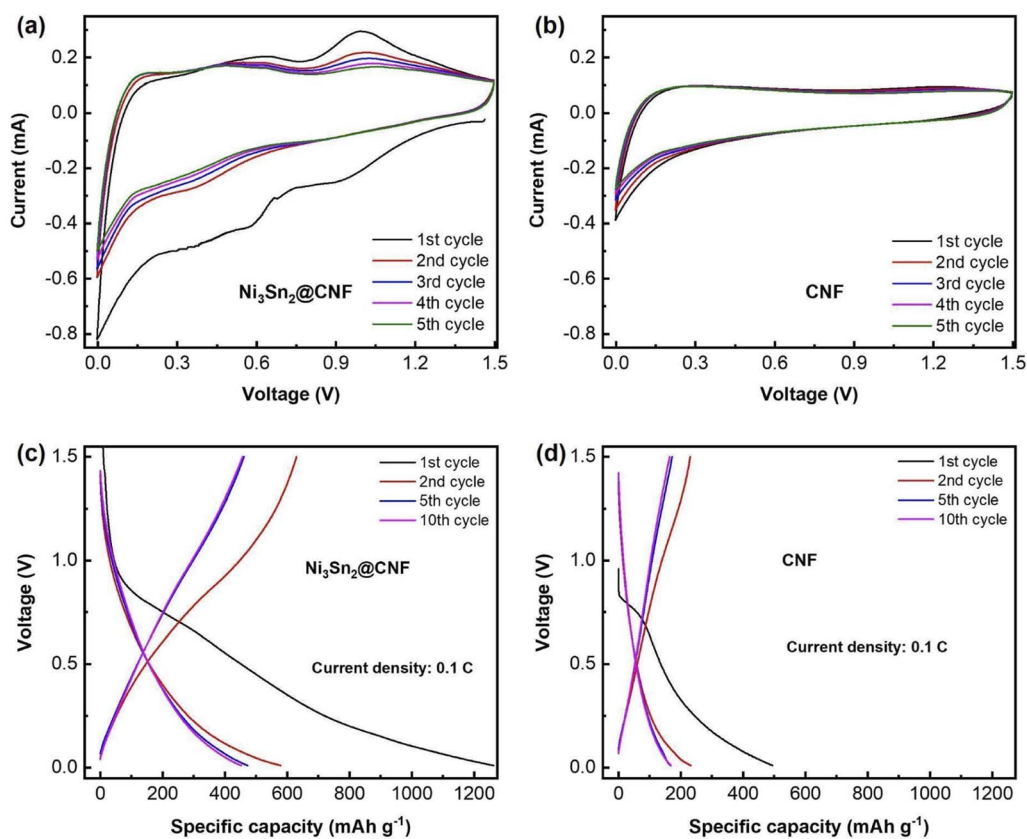 (a)
0.2
0.0
-0.2
-0.4
-0.6
-0.8
Current (mA)
1st cycle
2nd cycle
3rd cycle
4th cycle
5th cycle
Ni₃Sn₂@CNF
0.0 0.3 0.6 0.9 1.2 1.5
Voltage (V)
(b)
0.2
0.0
-0.2
-0.4
-0.6
-0.8
Current (mA)
1st cycle
2nd cycle
3rd cycle
4th cycle
5th cycle
CNF
0.0 0.3 0.6 0.9 1.2 1.5
Voltage (V)
(c)
1.5
1.0
0.5
0.0
Voltage (V)
1st cycle
2nd cycle
5th cycle
10th cycle
Ni₃Sn₂@CNF
Current density: 0.1 C
0 200 400 600 800 1000 1200
Specific capacity (mAh g⁻¹)
(d)
1.5
1.0
0.5
0.0
Voltage (V)
1st cycle
2nd cycle
5th cycle
10th cycle
CNF
Current density: 0.1 C
0 200 400 600 800 1000 1200
Specific capacity (mAh g⁻¹)